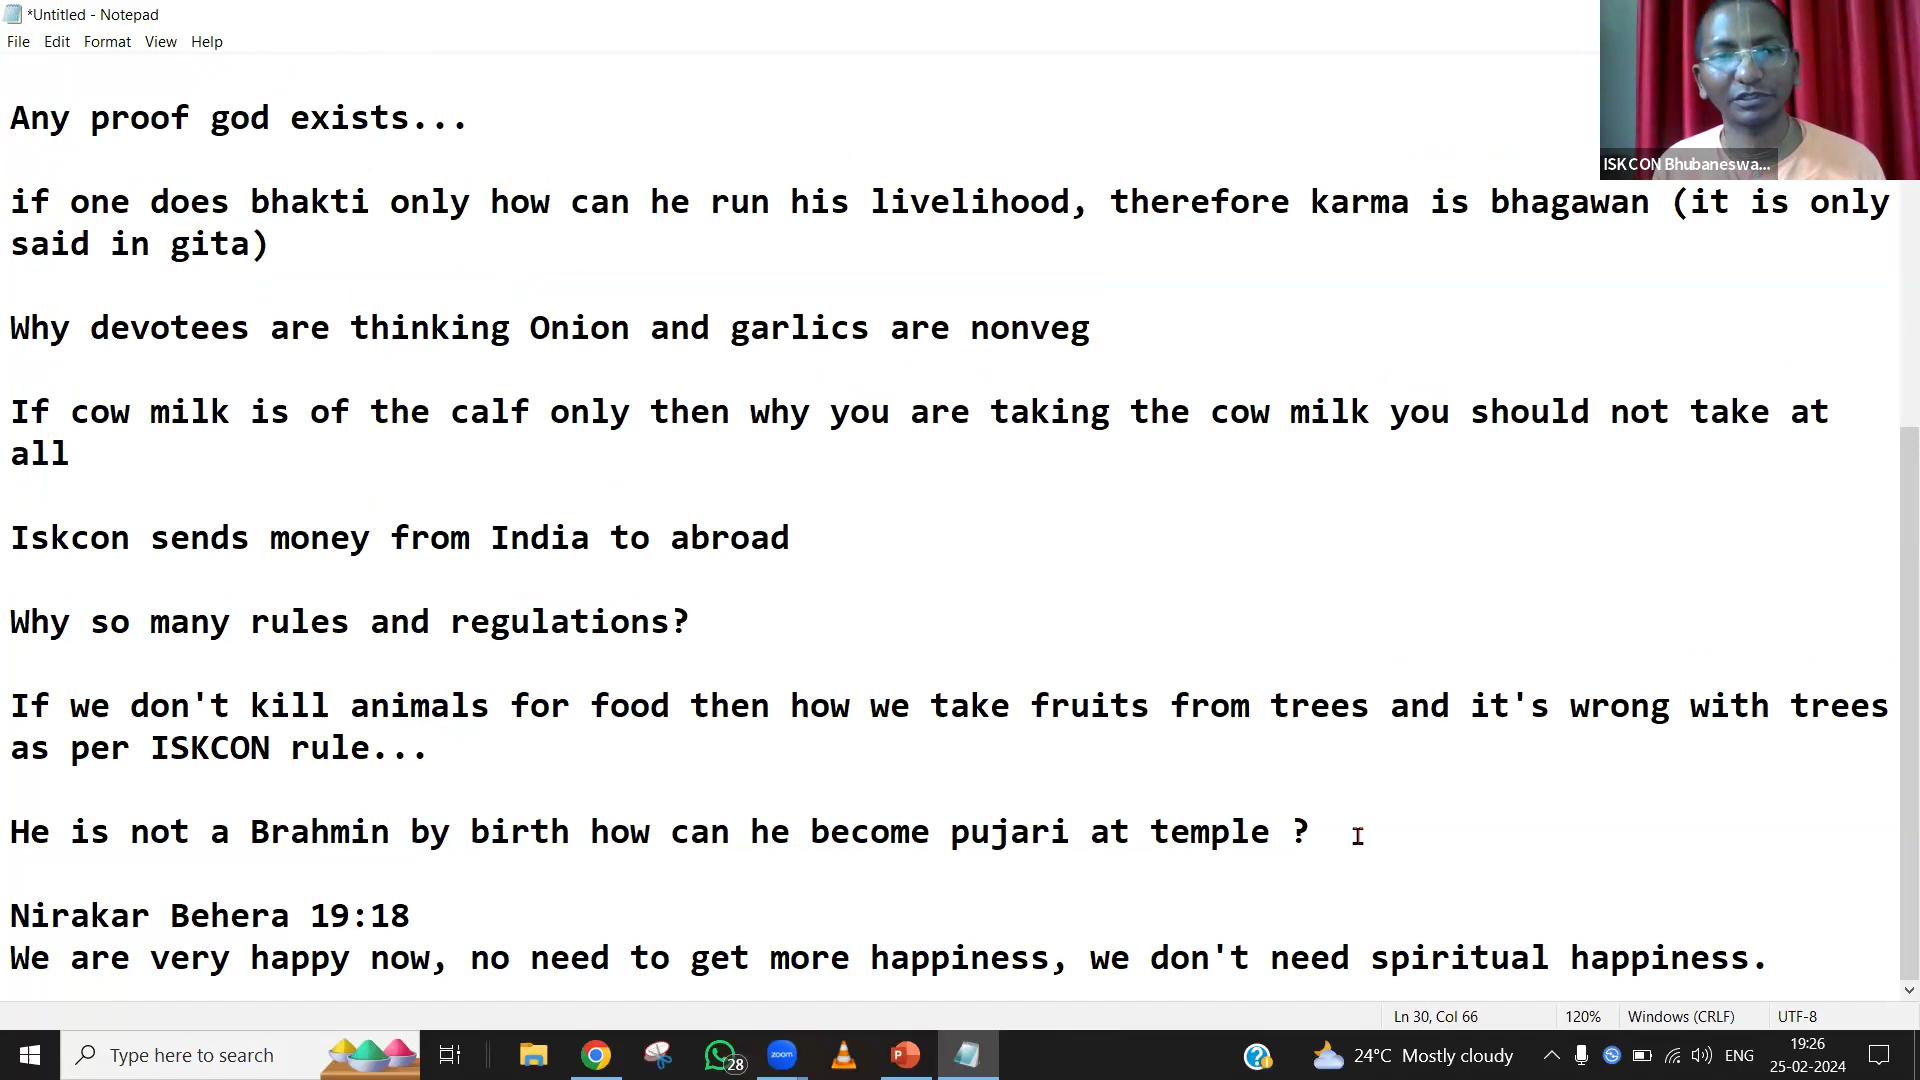 *Untitled - Notepad
File Edit Format View Help
ISKCON Bhubaneswa...
Any proof god exists...
if one does bhakti only how can he run his livelihood, therefore karma is bhagawan (it is only
said in gita)
Why devotees are thinking Onion and garlics are nonveg
If cow milk is of the calf only then why you are taking the cow milk you should not take at
all
Iskcon sends money from India to abroad
Why so many rules and regulations?
If we don't kill animals for food then how we take fruits from trees and it's wrong with trees
as per ISKCON rule...
He is not a Brahmin by birth how can he become pujari at temple ?
Nirakar Behera 19:18
We are very happy now, no need to get more happiness, we don't need spiritual happiness.
Ln 30, Col 66 120% Windows (CRLF) UTF-8
Type here to search 28 zoom 24°C Mostly cloudy ENG 19:26
25-02-2024